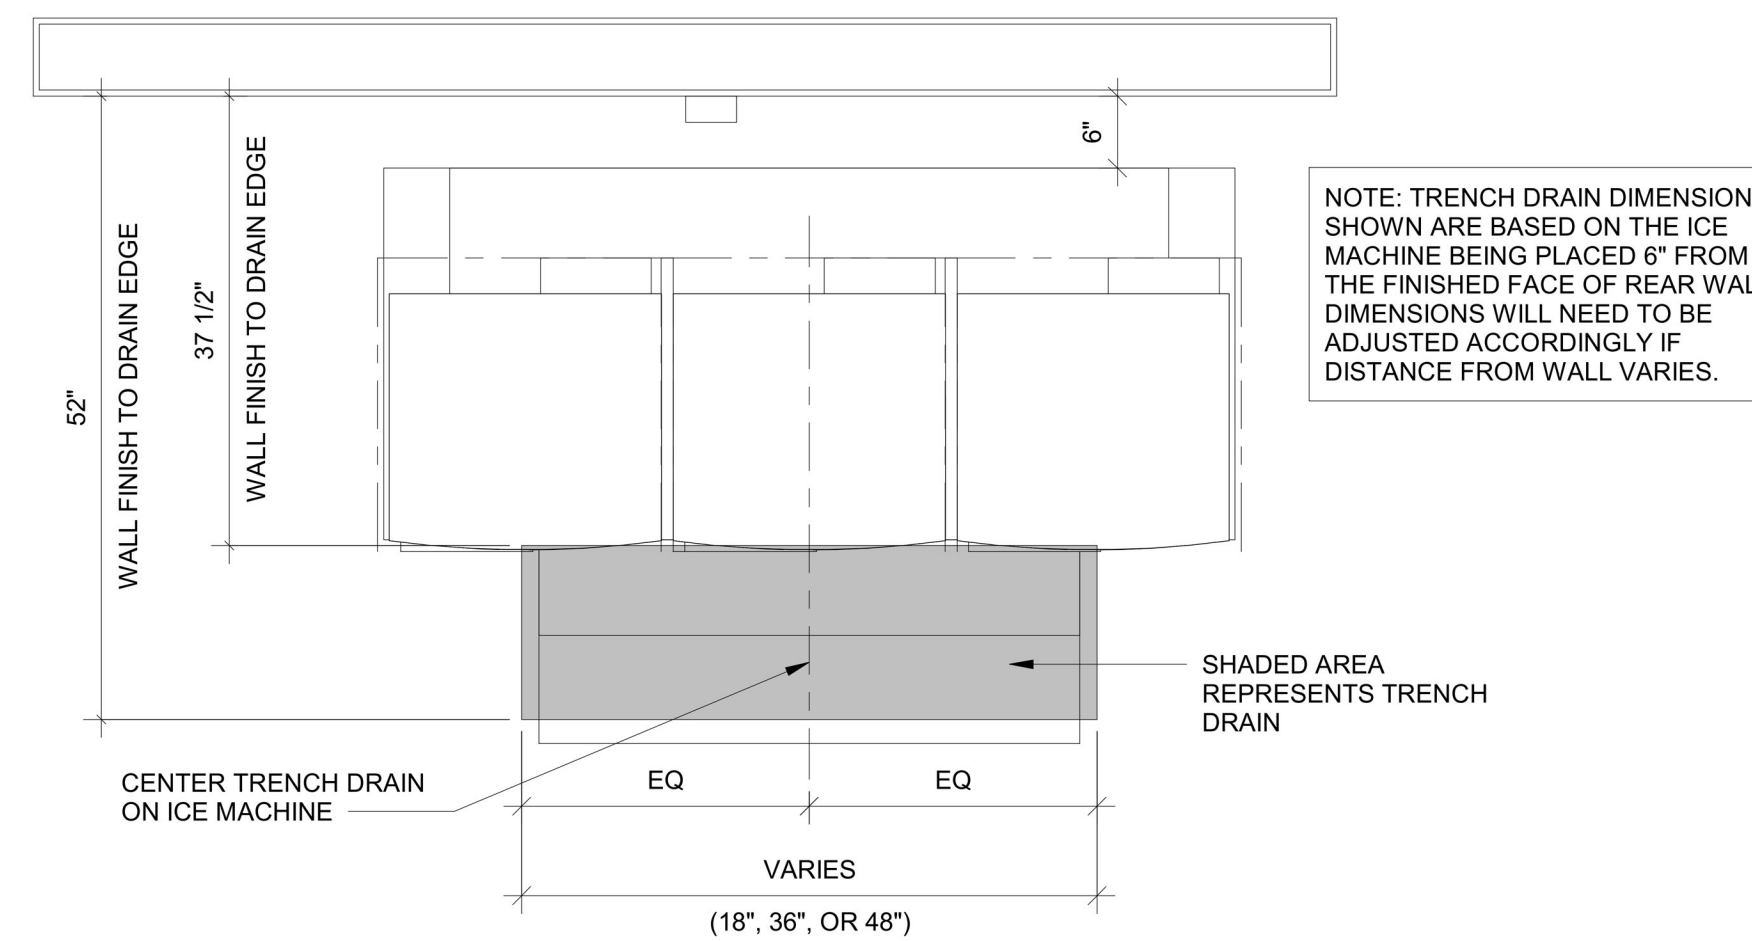 6"
NOTE: TRENCH DRAIN DIMENSION
SHOWN ARE BASED ON THE ICE
MACHINE BEING PLACED 6" FROM
THE FINISHED FACE OF REAR WAL
DIMENSIONS WILL NEED TO BE
ADJUSTED ACCORDINGLY IF
DISTANCE FROM WALL VARIES.
52"
WALL FINISH TO DRAIN EDGE
37 1/2"
WALL FINISH TO DRAIN EDGE
SHADED AREA
REPRESENTS TRENCH
DRAIN
CENTER TRENCH DRAIN
ON ICE MACHINE
EQ
EQ
VARIES
(18", 36", OR 48")